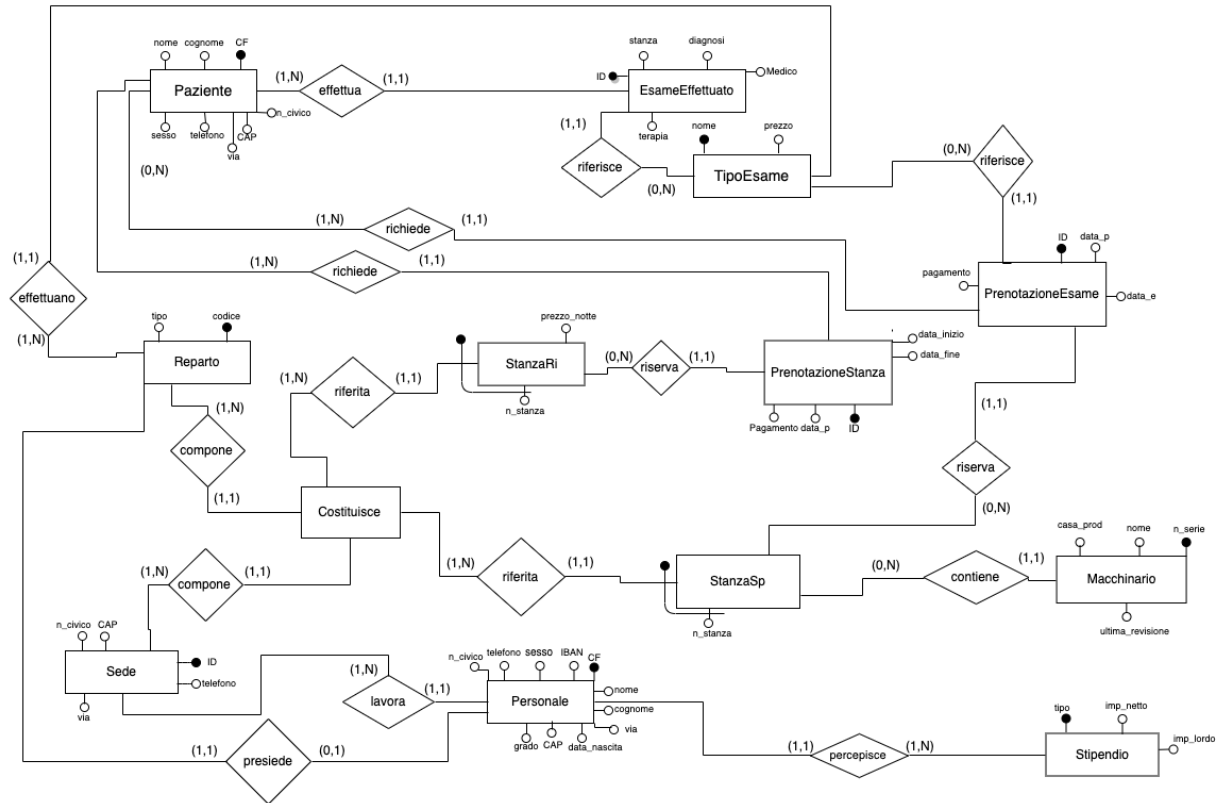 nome cognome CF
Paziente
sesso telefono via CAP n_civico
(0,N)
(1,N) effettua (1,1)
stanza diagnosi
ID EsameEffettuato Medico
terapia
(1,1)
riferisce
(0,N)
nome prezzo
TipoEsame
(0,N) riferisce
(1,1)
(1,N) richiede (1,1)
(1,N) richiede (1,1)
ID data_p
pagamento PrenotazioneEsame data_e
(1,1)
effettuano
(1,N)
tipo codice
Reparto
(1,N)
compone
(1,1)
(1,N) riferita (1,1)
prezzo_notte
StanzaRi
n_stanza
(0,N) riserva (1,1)
data_inizio
data_fine
PrenotazioneStanza
Pagamento data_p ID
(1,1)
riserva
(0,N)
Costituisce
(1,N) compone (1,1)
(1,N) riferita (1,1)
StanzaSp
n_stanza
(0,N) contiene (1,1)
casa_prod nome n_serie
Macchinario
ultima_revisione
n_civico CAP
ID
Sede
telefono
via
(1,N)
lavora (1,1)
n_civico telefono sesso IBAN CF
nome
Personale cognome
via
grado CAP data_nascita
(1,1) presiede (0,1)
(1,1) percepisce (1,N)
tipo imp_netto
Stipendio imp_lordo